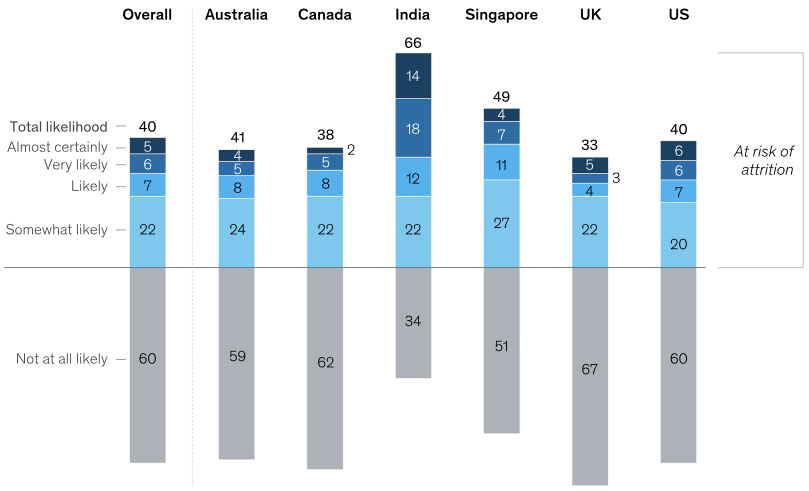 Overall Australia Canada India Singapore UK US
66
14
49
4
Total likelihood 40 41 38 18 7 33 40
Almost certainly 5 4 2 5 6
Very likely 6 5 5 3 6
Likely 7 8 8 12 11 4 7
At risk of
attrition
Somewhat likely 22 24 22 22 27 22 20
34
Not at all likely 60 59 62 51 67 60